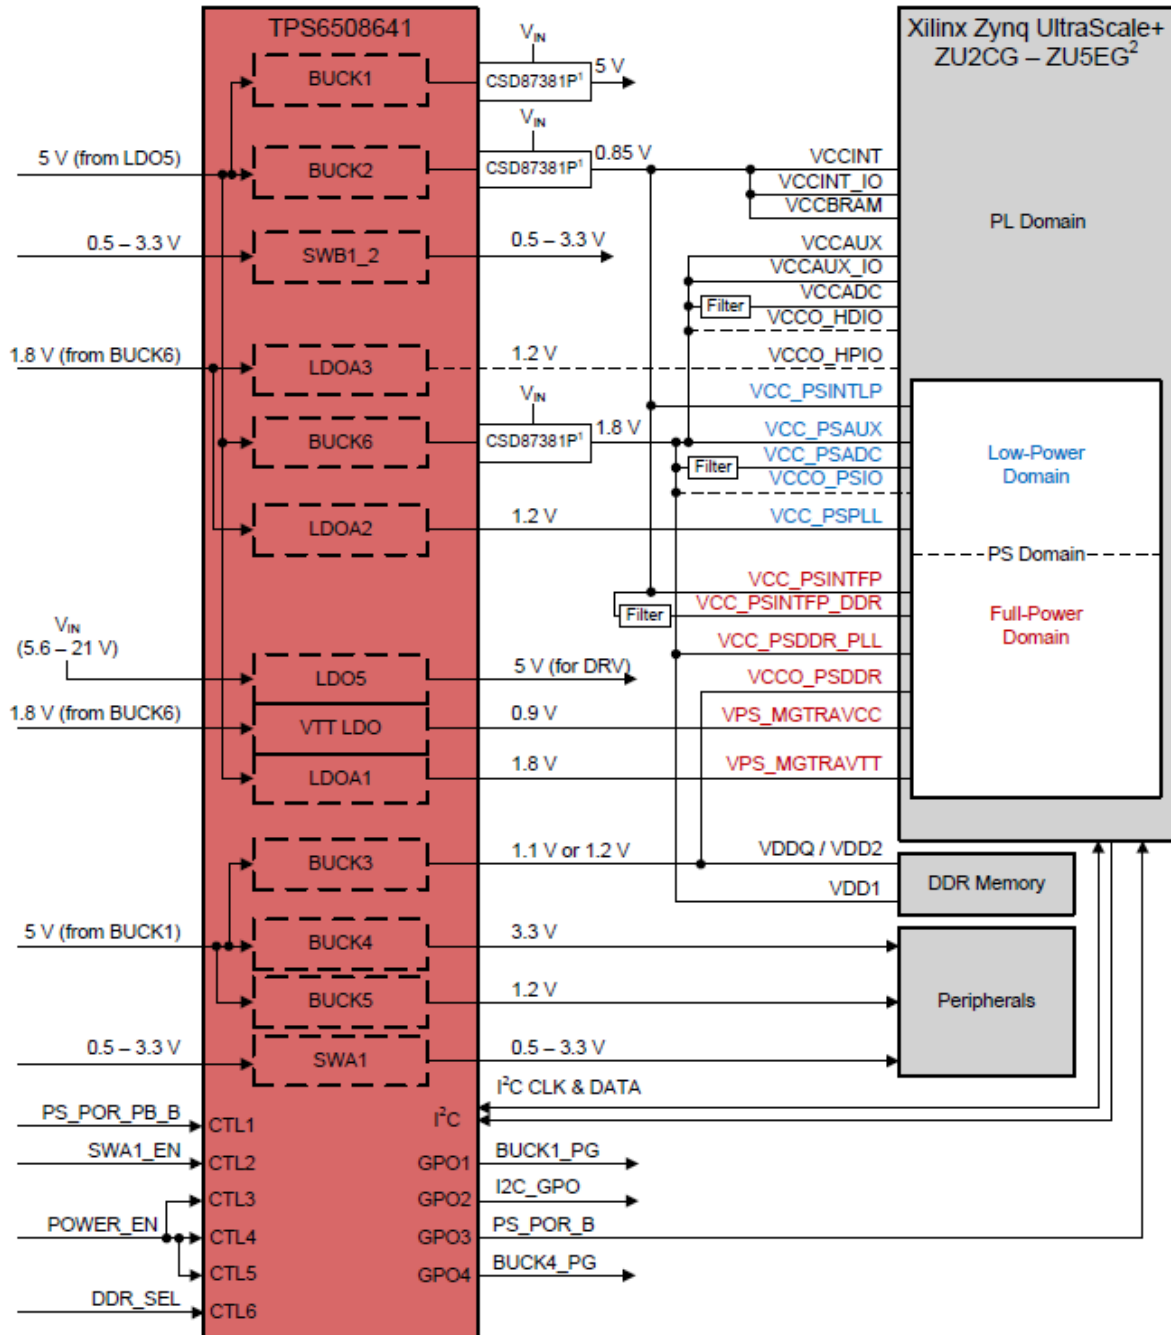 TPS6508641
Xilinx Zynq UltraScale+
ZU2CG – ZU5EG²
BUCK1
V_IN
CSD87381P¹
5 V
5 V (from LDO5)
BUCK2
V_IN
CSD87381P¹
0.85 V
VCCINT
VCCINT_IO
VCCBRAM
PL Domain
0.5 – 3.3 V
SWB1_2
0.5 – 3.3 V
VCCAUX
VCCAUX_IO
Filter
VCCADC
VCCO_HDIO
1.8 V (from BUCK6)
LDOA3
1.2 V
VCCO_HPIO
VCC_PSINTLP
BUCK6
V_IN
CSD87381P¹
1.8 V
VCC_PSAUX
Filter
VCC_PSADC
VCCO_PSIO
Low-Power
Domain
LDOA2
1.2 V
VCC_PSPLL
PS Domain
VCC_PSINTFP
Filter
VCC_PSINTFP_DDR
Full-Power
Domain
V_IN
(5.6 – 21 V)
LDO5
5 V (for DRV)
VCC_PSDDR_PLL
VCCO_PSDDR
1.8 V (from BUCK6)
VTT LDO
0.9 V
VPS_MGTRAVCC
LDOA1
1.8 V
VPS_MGTRAVTT
BUCK3
1.1 V or 1.2 V
VDDQ / VDD2
VDD1
DDR Memory
5 V (from BUCK1)
BUCK4
3.3 V
BUCK5
1.2 V
Peripherals
0.5 – 3.3 V
SWA1
0.5 – 3.3 V
I²C CLK & DATA
PS_POR_PB_B
CTL1
I²C
SWA1_EN
CTL2
GPO1
BUCK1_PG
CTL3
GPO2
I2C_GPO
POWER_EN
CTL4
GPO3
PS_POR_B
CTL5
GPO4
BUCK4_PG
DDR_SEL
CTL6